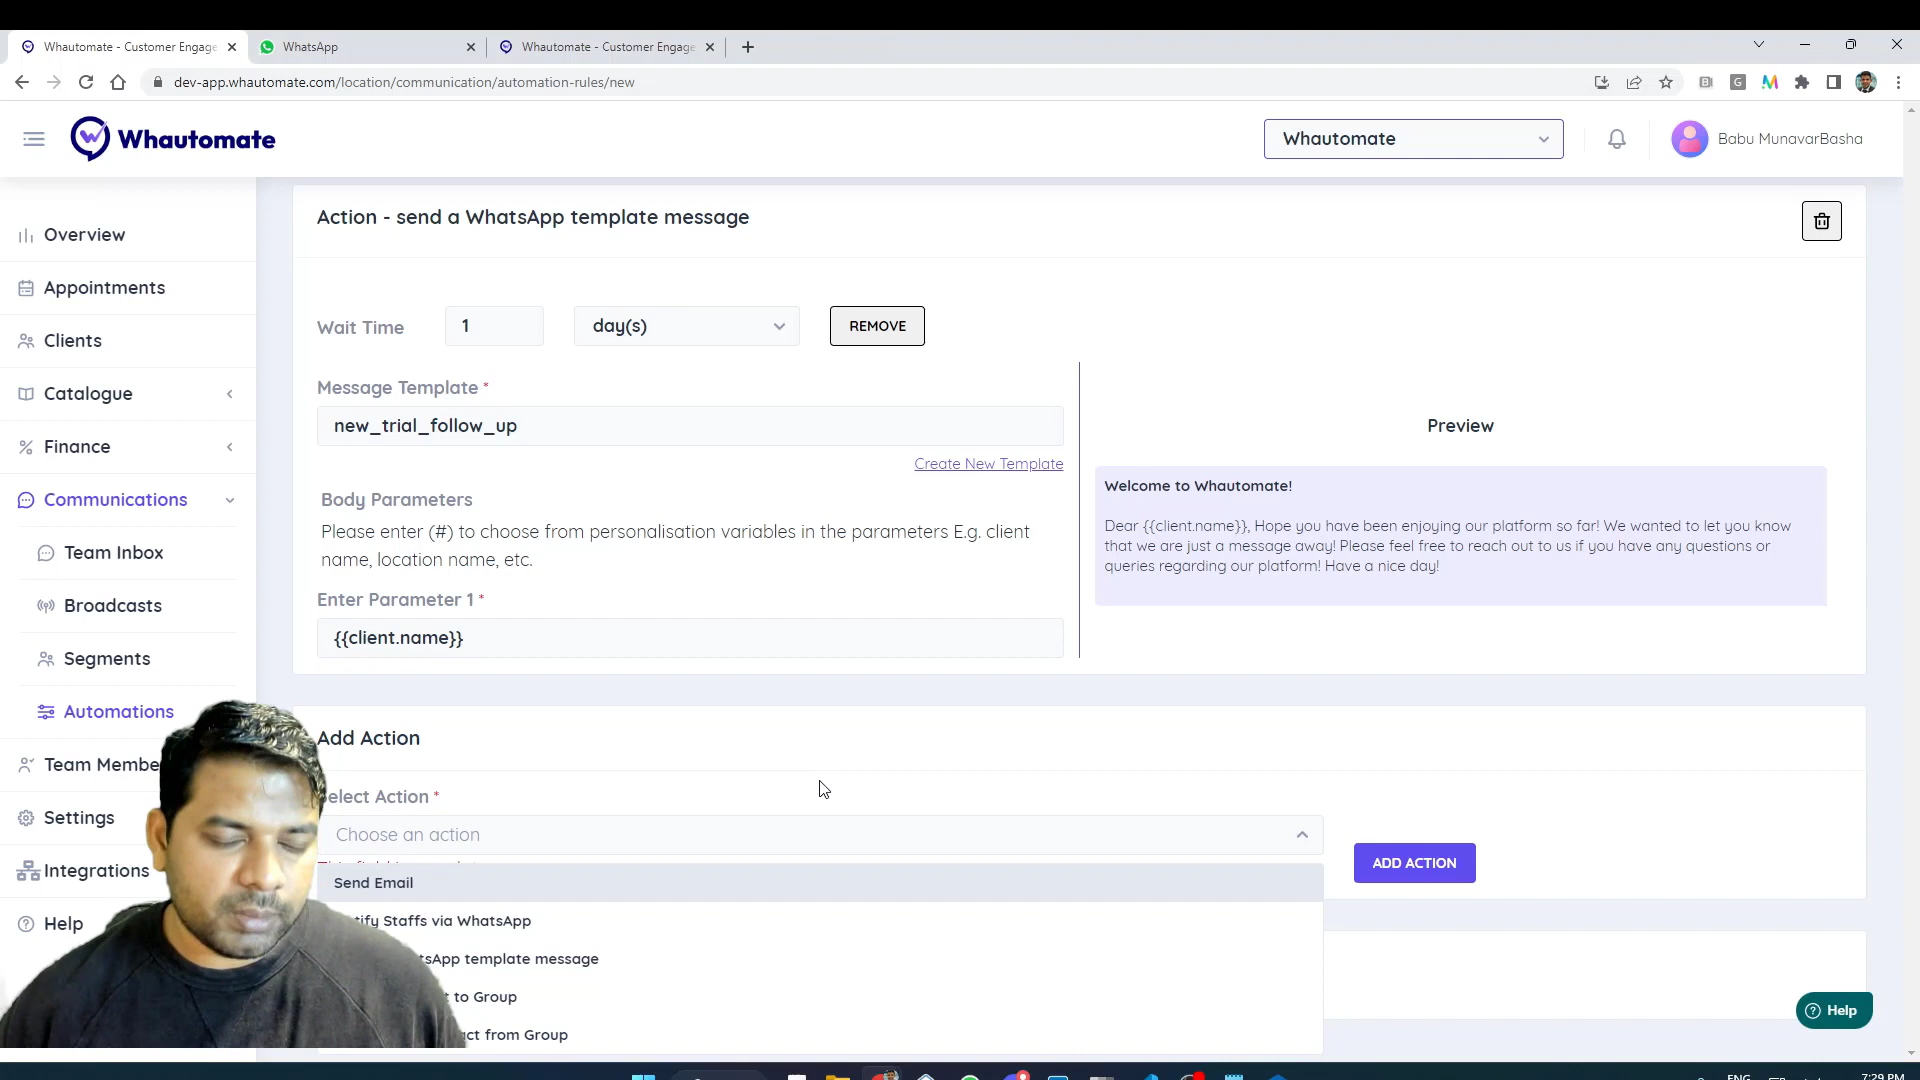 Whautomate - Customer Engage
WhatsApp
Whautomate - Customer Engage
dev-app.whautomate.com/location/communication/automation-rules/new
Whautomate
Whautomate
Babu MunavarBasha
Overview
Appointments
Clients
Catalogue
Finance
Communications
Team Inbox
Broadcasts
Segments
Automations
Team Membe
Settings
Integrations
Help
Action - send a WhatsApp template message
Wait Time
1
day(s)
REMOVE
Message Template *
new_trial_follow_up
Create New Template
Body Parameters
Please enter (#) to choose from personalisation variables in the parameters E.g. client
name, location name, etc.
Enter Parameter 1 *
{{client.name}}
Preview
Welcome to Whautomate!
Dear {{client.name}}, Hope you have been enjoying our platform so far! We wanted to let you know
that we are just a message away! Please feel free to reach out to us if you have any questions or
queries regarding our platform! Have a nice day!
Add Action
elect Action *
Choose an action
ADD ACTION
Send Email
tify Staffs via WhatsApp
tsApp template message
t to Group
act from Group
Help
ENG
7:29 PM